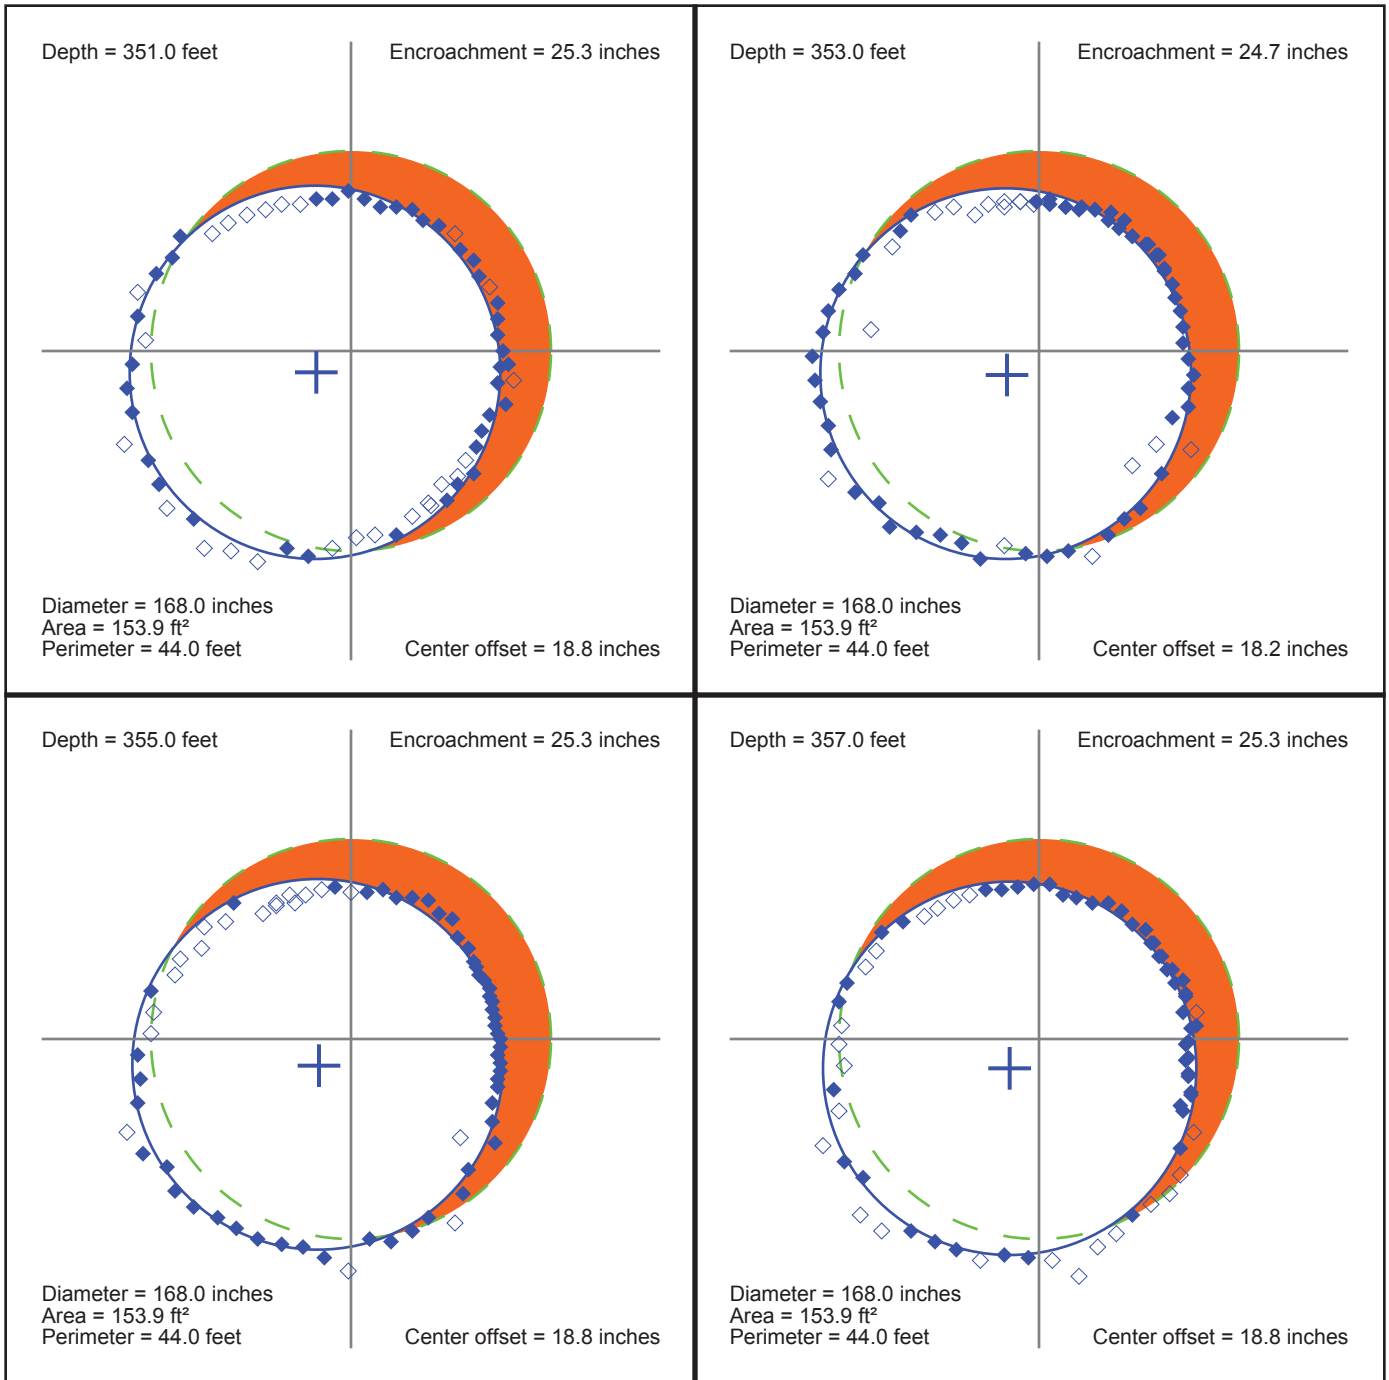 Depth = 351.0 feet
Encroachment = 25.3 inches
Diameter = 168.0 inches
Area = 153.9 ft²
Perimeter = 44.0 feet
Center offset = 18.8 inches
Depth = 353.0 feet
Encroachment = 24.7 inches
Diameter = 168.0 inches
Area = 153.9 ft²
Perimeter = 44.0 feet
Center offset = 18.2 inches
Depth = 355.0 feet
Encroachment = 25.3 inches
Diameter = 168.0 inches
Area = 153.9 ft²
Perimeter = 44.0 feet
Center offset = 18.8 inches
Depth = 357.0 feet
Encroachment = 25.3 inches
Diameter = 168.0 inches
Area = 153.9 ft²
Perimeter = 44.0 feet
Center offset = 18.8 inches